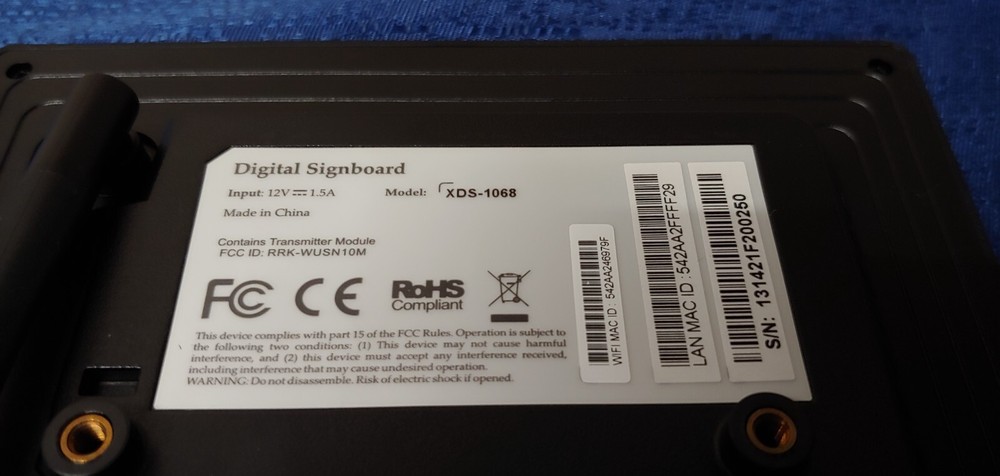 Digital Signboard
Input: 12V⎓1.5A Model: XDS-1068
Made in China
Contains Transmitter Module
FCC ID: RRK-WUSN10M
FCC CE RoHS
Compliant
This device complies with part 15 of the FCC Rules. Operation is subject to
the following two conditions: (1) This device may not cause harmful
interference, and (2) this device must accept any interference received,
including interference that may cause undesired operation.
WARNING: Do not disassemble. Risk of electric shock if opened.
WIFI MAC ID: 542AA246979F
LAN MAC ID:542AA2FFFF29
S/N: 131421F200250